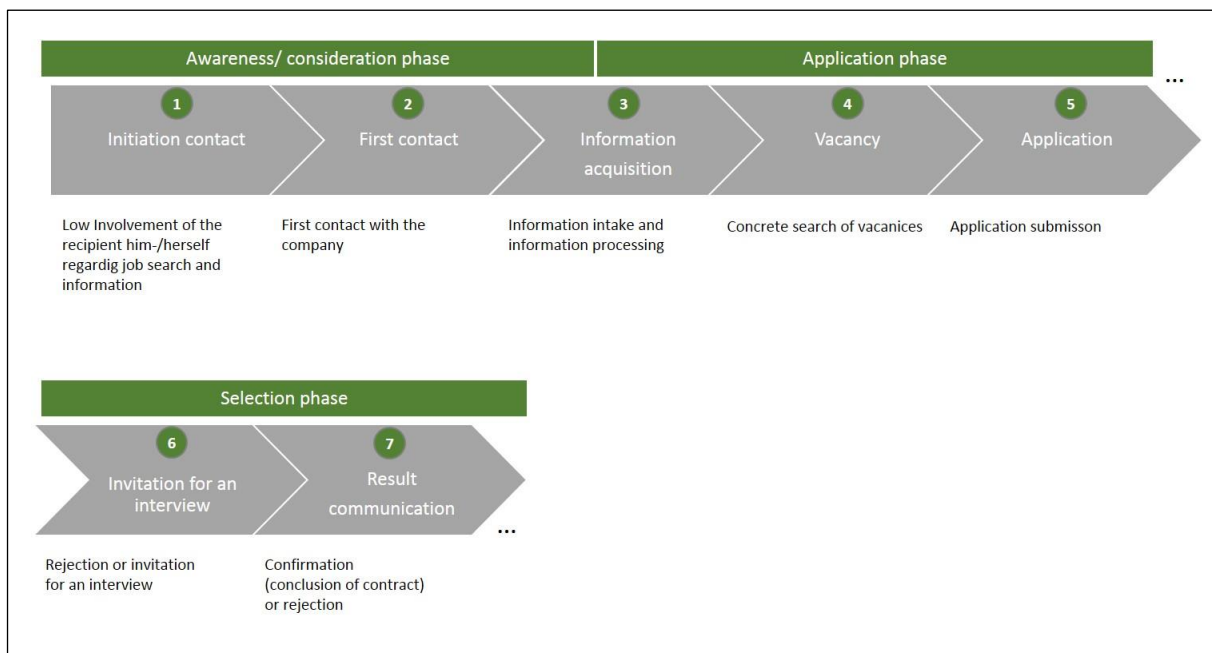 Awareness/ consideration phase
Application phase
...
1
Initiation contact
2
First contact
3
Information
acquisition
4
Vacancy
5
Application
Low Involvement of the
recipient him-/herself
regardig job search and
information
First contact with the
company
Information intake and
information processing
Concrete search of vacanices
Application submisson
Selection phase
6
Invitation for an
interview
7
Result
communication
...
Rejection or invitation
for an interview
Confirmation
(conclusion of contract)
or rejection